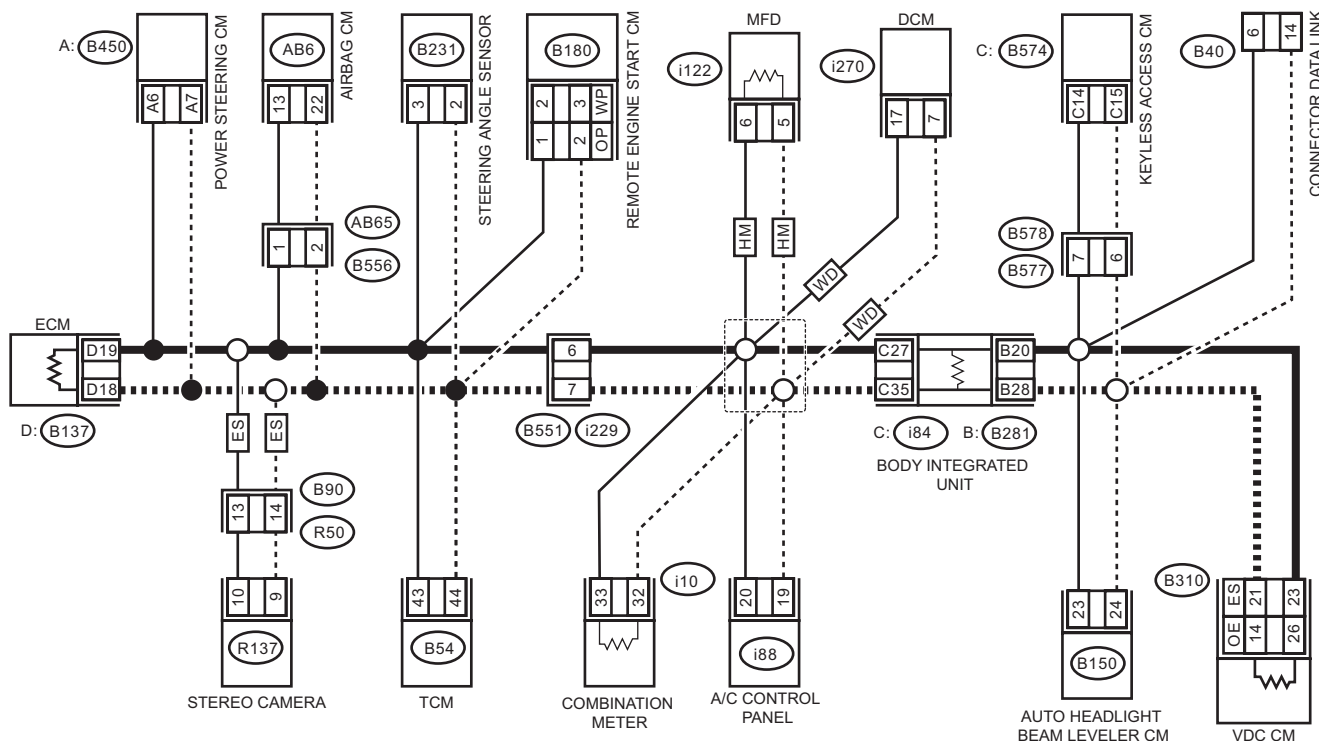 A: B450
A6 A7
POWER STEERING CM
AB6
13 22
AIRBAG CM
AB65
1 2
B556
B231
3 2
STEERING ANGLE SENSOR
B180
2 3 WP
1 2 OP
REMOTE ENGINE START CM
MFD
i122
6 5
HM HM
DCM
i270
17 7
WD
WD
C: B574
C14 C15
KEYLESS ACCESS CM
B578
7 6
B577
6 14
B40
CONNECTOR DATA LINK
ECM
D19
D18
D: B137
6
7
B551 i229
C27
C35
B20
B28
C: i84 B: B281
BODY INTEGRATED
UNIT
ES ES
B90
13 14
R50
10 9
R137
STEREO CAMERA
43 44
B54
TCM
i10
33 32
COMBINATION
METER
20 19
i88
A/C CONTROL
PANEL
23 24
B150
AUTO HEADLIGHT
BEAM LEVELER CM
B310
ES 21 23
OE 14 26
VDC CM